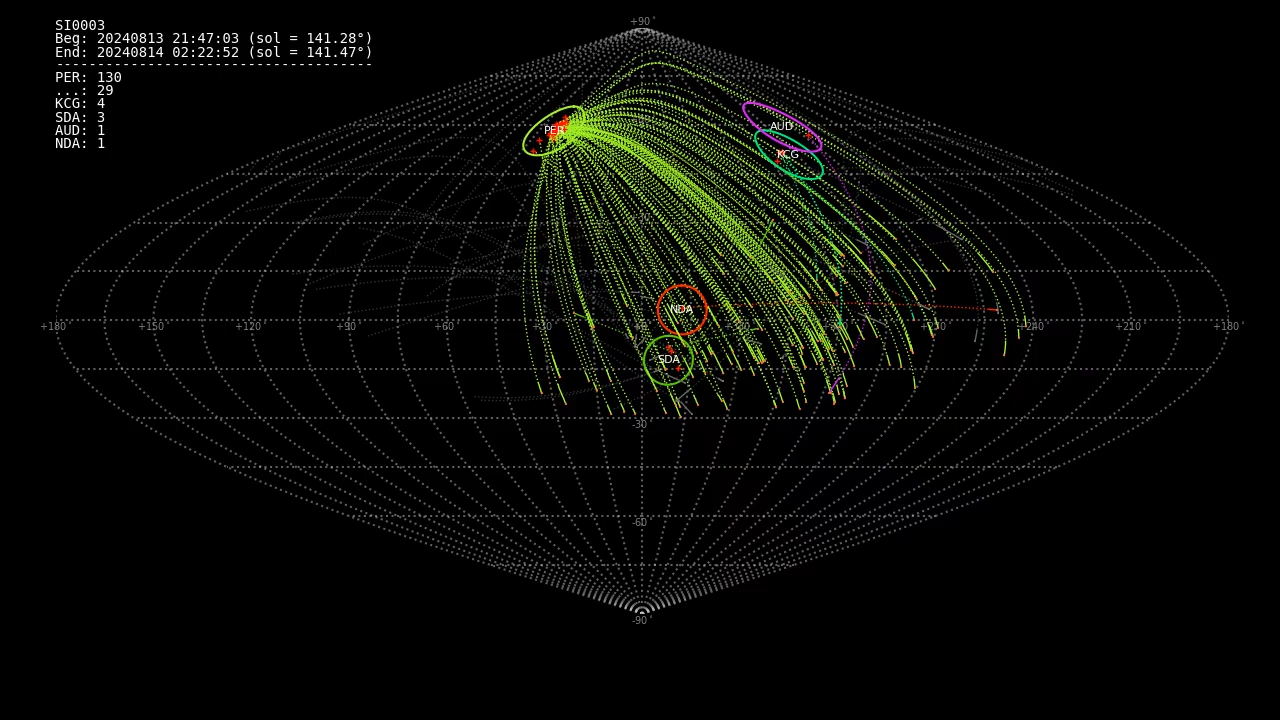 SI0003
Beg: 20240813 21:47:03 (sol = 141.28°)
End: 20240814 02:22:52 (sol = 141.47°)
-------------------------------------
PER: 130
...: 29
KCG: 4
SDA: 3
AUD: 1
NDA: 1
+90°
AUD
PER
KCG
NDA
+180° +150° +120° +90 +60 +30 +240° +210° +180°
SDA
-30
-60
-90°